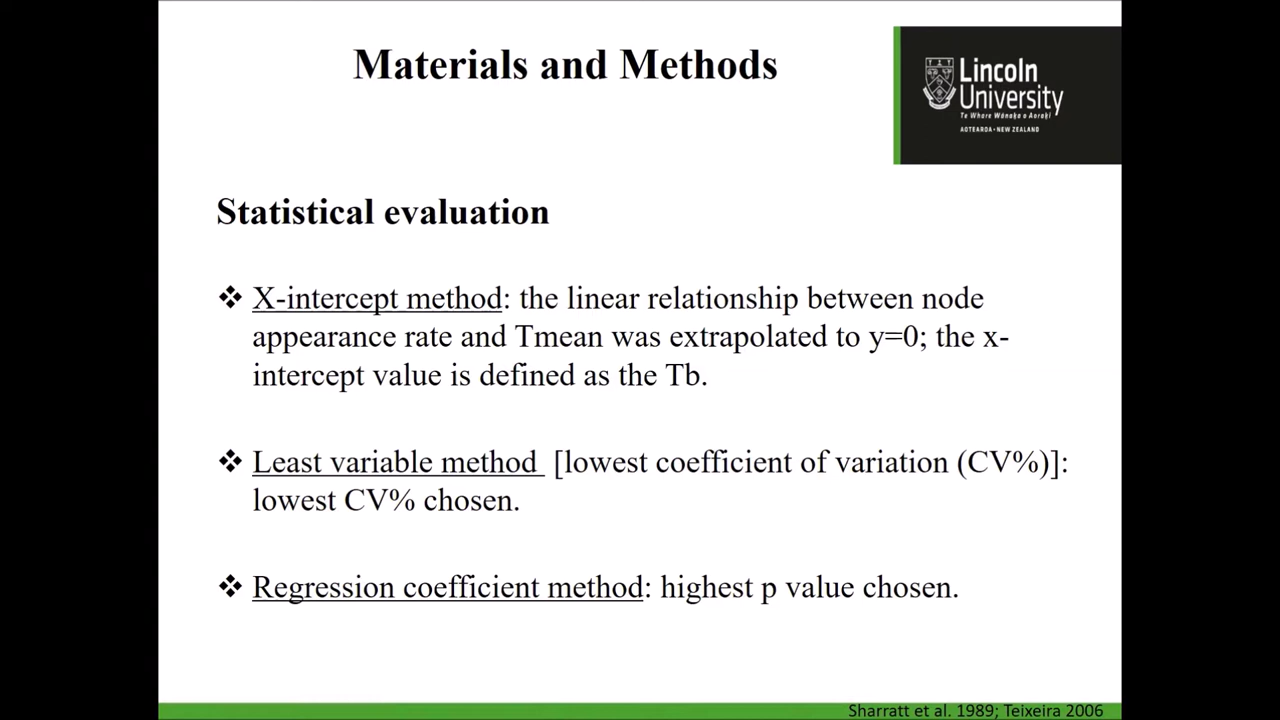 Materials and Methods
Lincoln
University
Te Whare Wānaka o Aoraki
AOTEAROA • NEW ZEALAND
Statistical evaluation
❖ X-intercept method: the linear relationship between node
appearance rate and Tmean was extrapolated to y=0; the x-
intercept value is defined as the Tb.
❖ Least variable method [lowest coefficient of variation (CV%)]:
lowest CV% chosen.
❖ Regression coefficient method: highest p value chosen.
Sharratt et al. 1989; Teixeira 2006